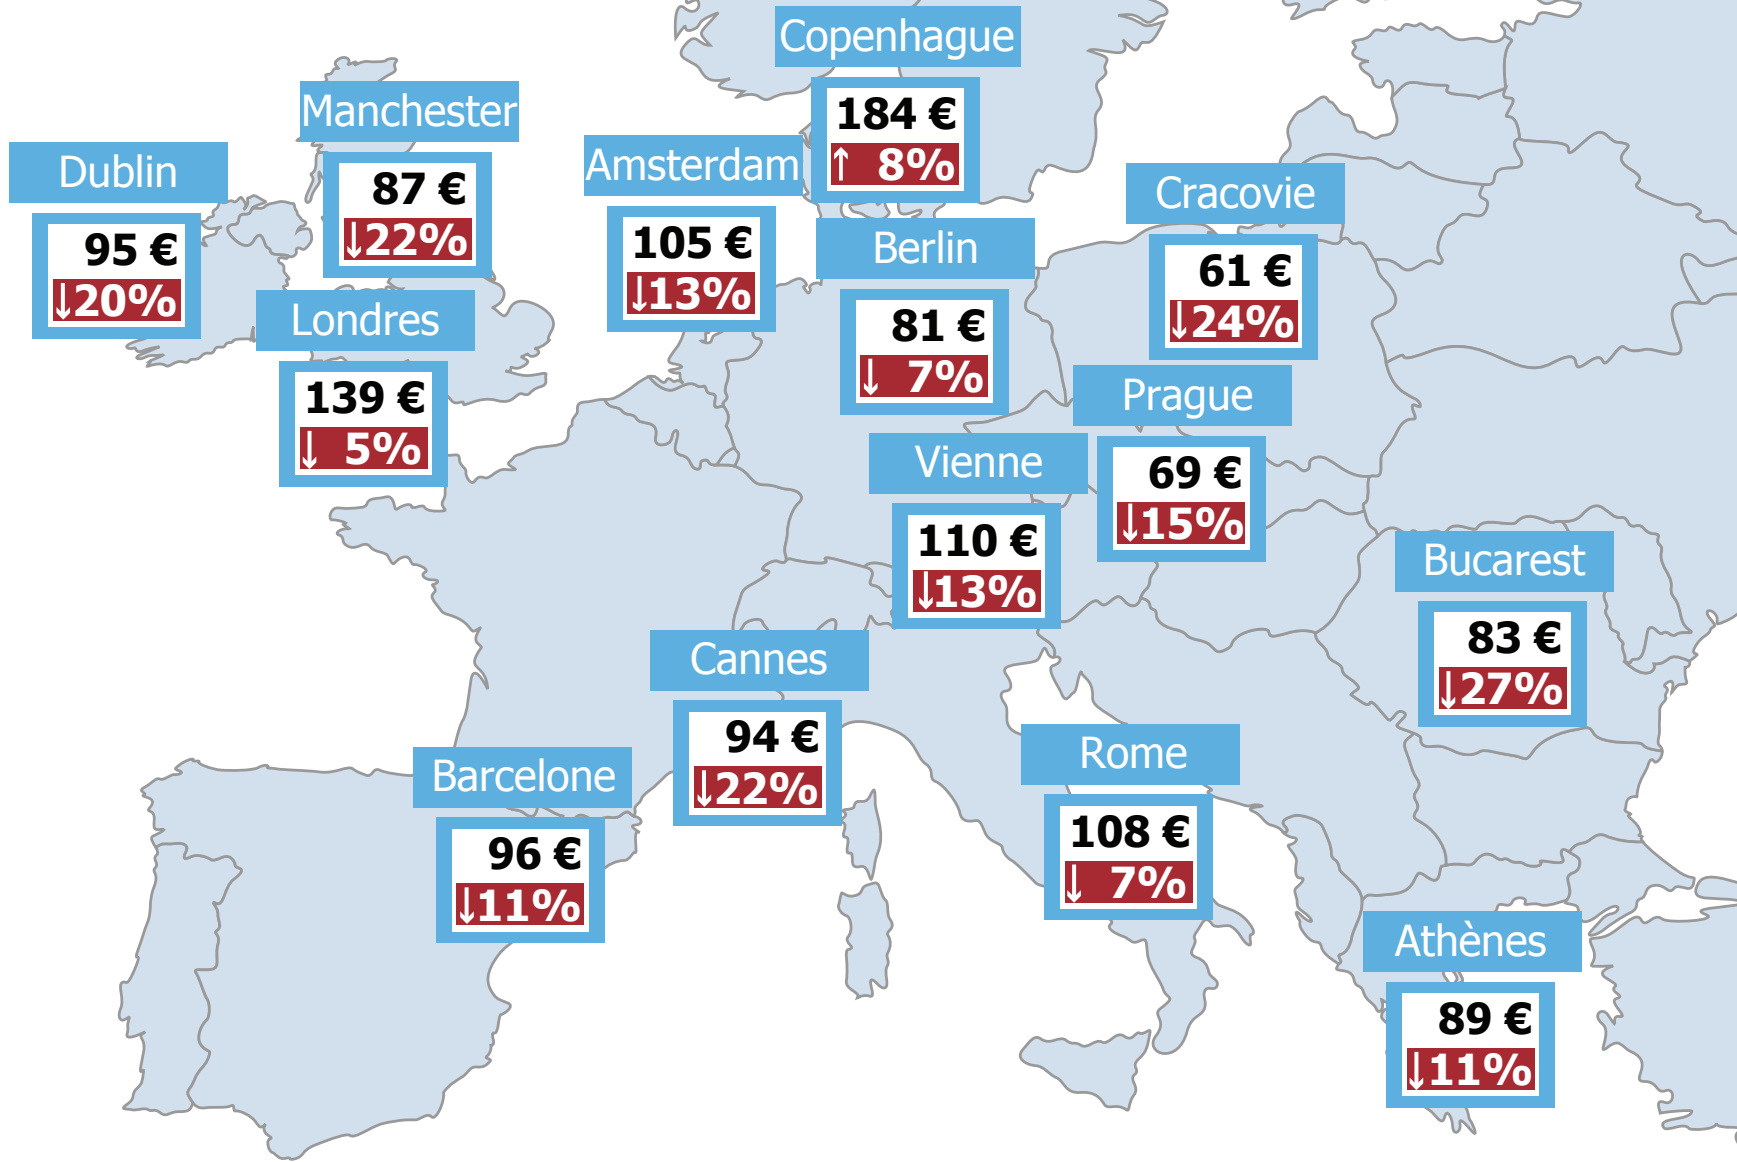 Copenhague
184 €
↑ 8%
Manchester
87 €
↓22%
Dublin
95 €
↓20%
Amsterdam
105 €
↓13%
Cracovie
61 €
↓24%
Berlin
81 €
↓ 7%
Londres
139 €
↓ 5%
Prague
69 €
↓15%
Vienne
110 €
↓13%
Bucarest
83 €
↓27%
Cannes
94 €
↓22%
Rome
108 €
↓ 7%
Barcelone
96 €
↓11%
Athènes
89 €
↓11%